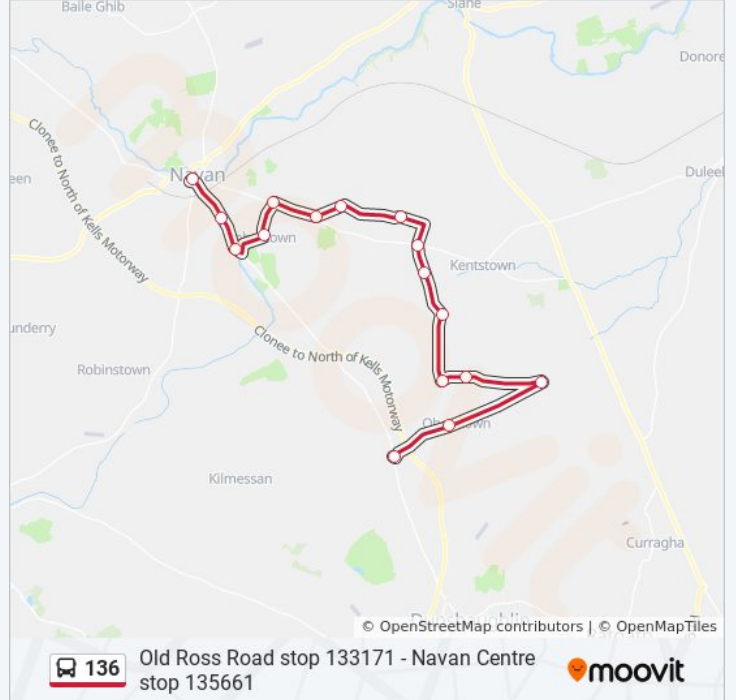 Baile Ghib
Slane
Donore
Clonee to North of Kells Motorway
Navan
Duleek
een
Kentstown
underry
Clonee to North of Kells Motorway
Robinstown
Kilmessan
Curragha
© OpenStreetMap contributors | © OpenMapTiles
136
Old Ross Road stop 133171 - Navan Centre
stop 135661
moovit